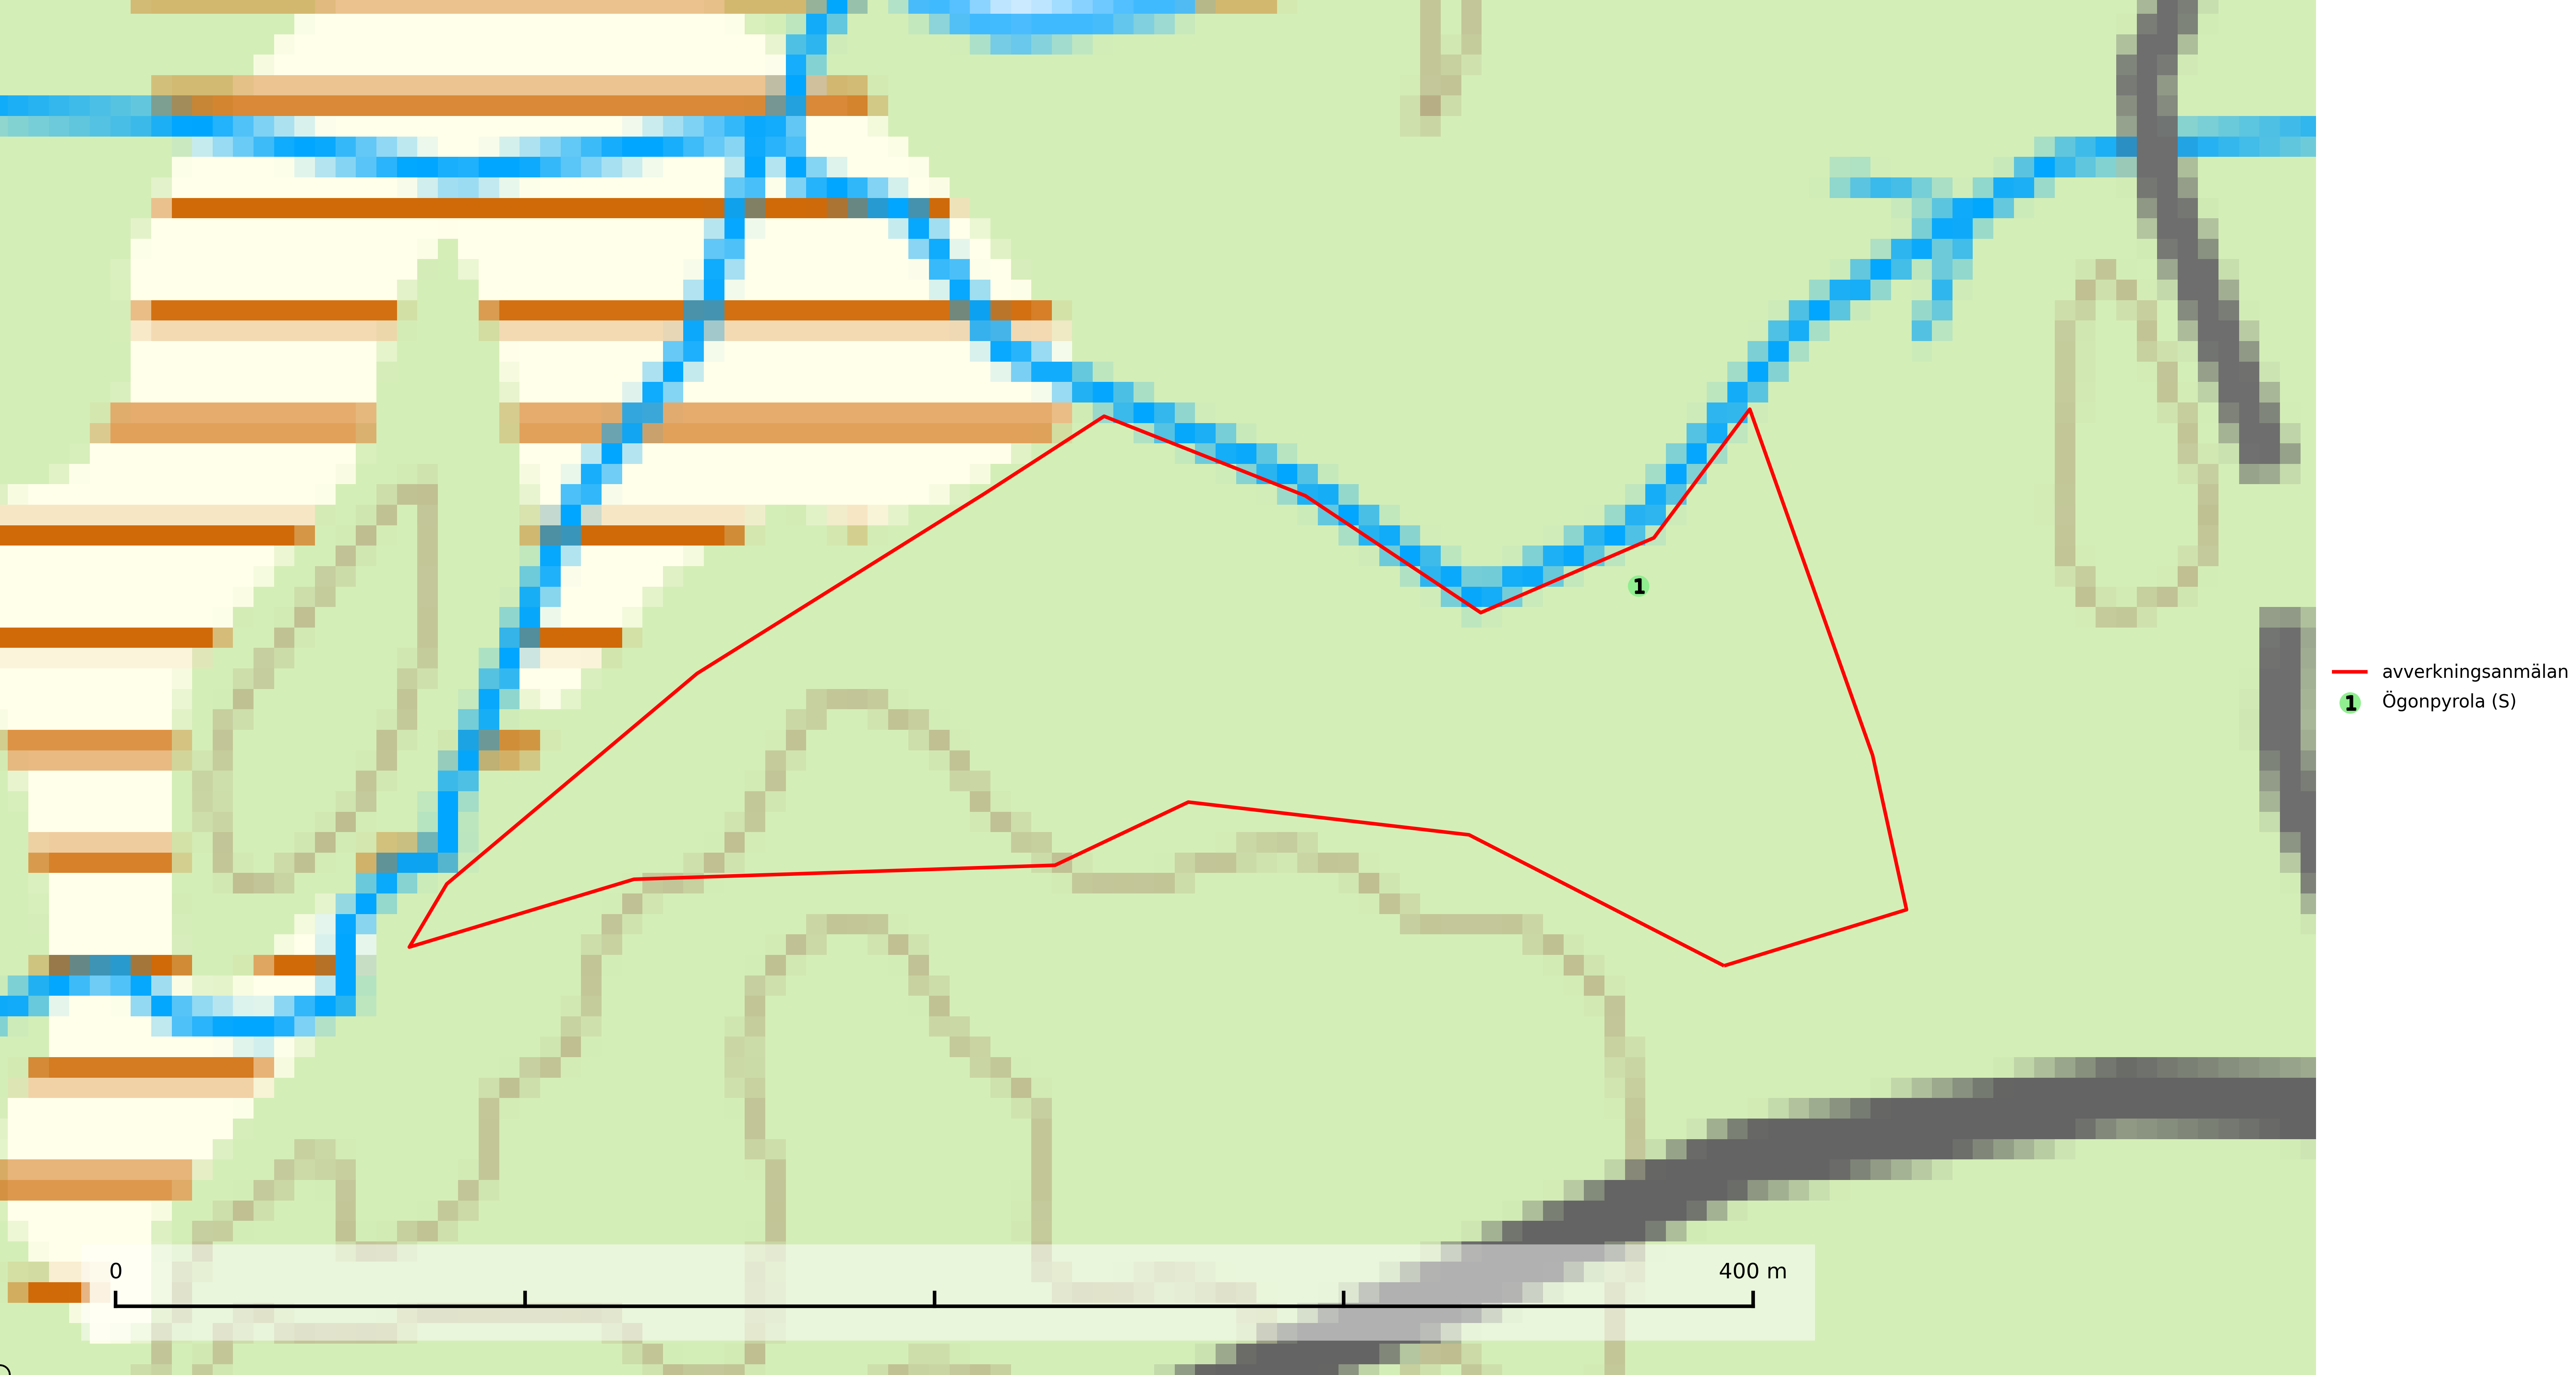 1
avverkningsanmälan
1 Ögonpyrola (S)
0 400 m